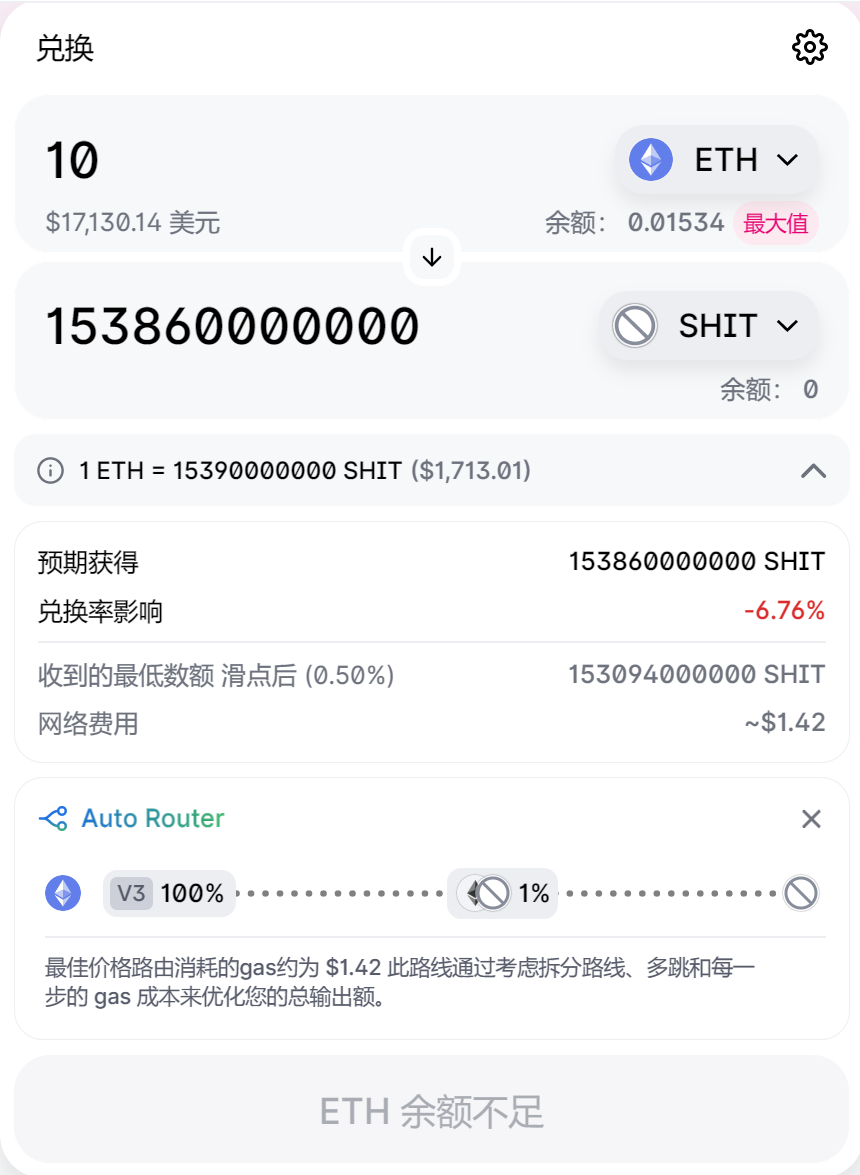 兑换
10
ETH
$17,130.14 美元
余额： 0.01534 最大值
153860000000
SHIT
余额： 0
1 ETH = 15390000000 SHIT ($1,713.01)
预期获得 153860000000 SHIT
兑换率影响 -6.76%
收到的最低数额 滑点后 (0.50%) 153094000000 SHIT
网络费用 ~$1.42
Auto Router
V3 100% 1%
最佳价格路由消耗的gas约为 $1.42 此路线通过考虑拆分路线、多跳和每一
步的 gas 成本来优化您的总输出额。
ETH 余额不足